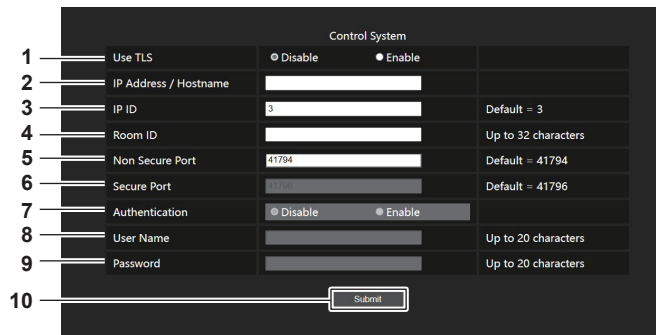 Control System
1 Use TLS Disable Enable
2 IP Address / Hostname
3 IP ID 3 Default = 3
4 Room ID Up to 32 characters
5 Non Secure Port 41794 Default = 41794
6 Secure Port 41796 Default = 41796
7 Authentication Disable Enable
8 User Name Up to 20 characters
9 Password Up to 20 characters
10 Submit